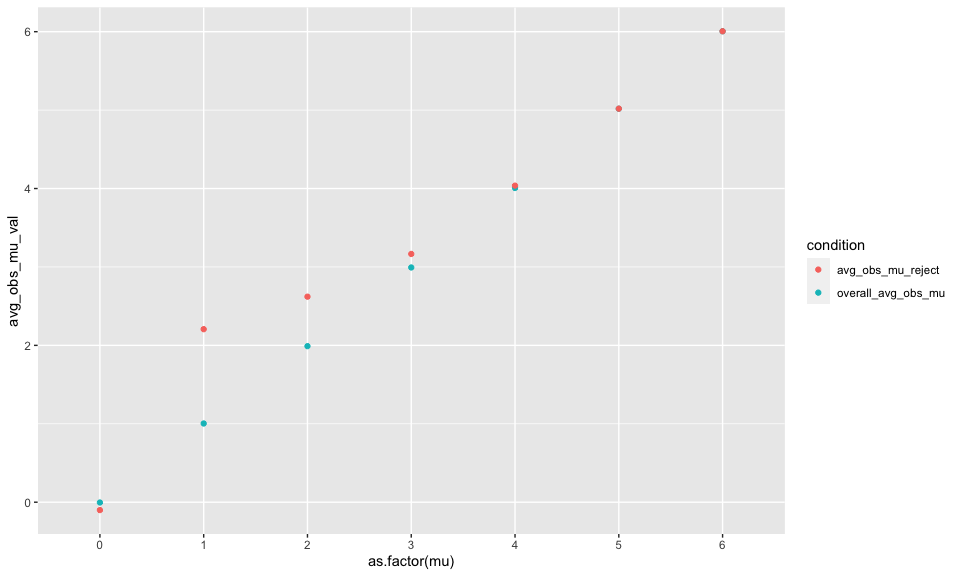 avg_obs_mu_val
6
4
2
0
0 1 2 3 4 5 6
as.factor(mu)
condition
avg_obs_mu_reject
overall_avg_obs_mu